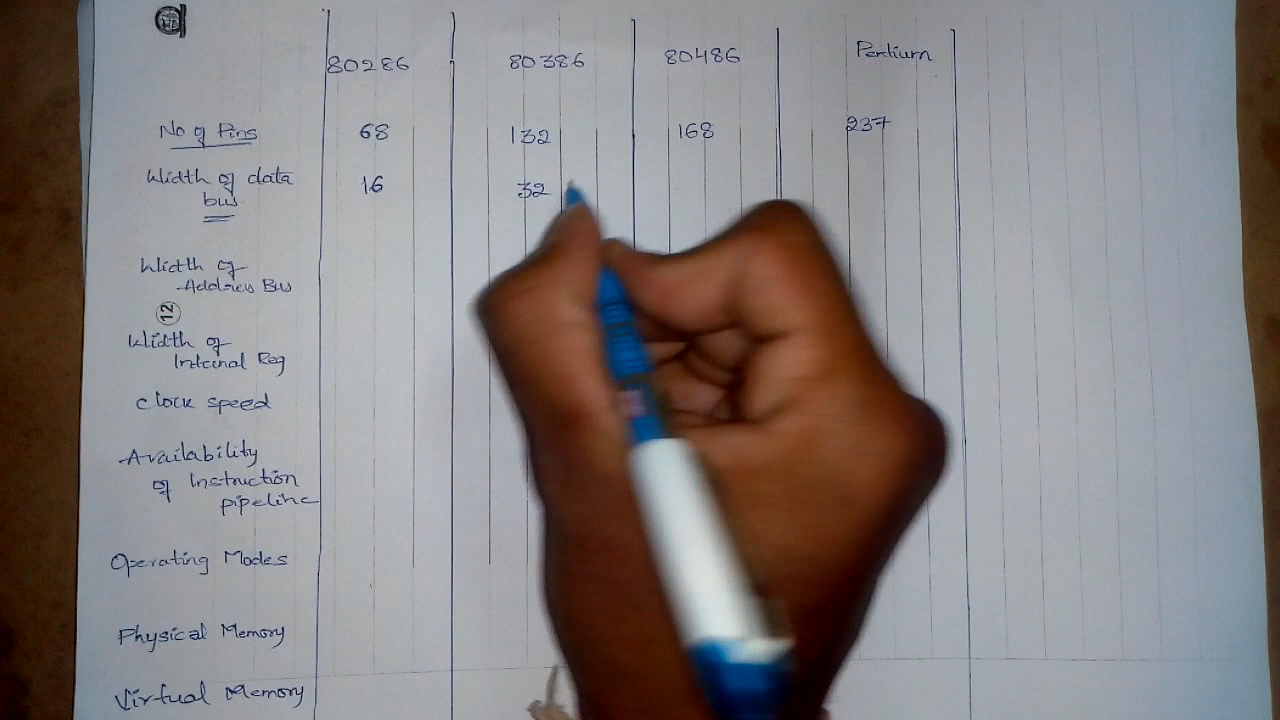 80286 80386 80486 Pentium
No of Pins 68 132 168 237
Width of data 16 32
bus
Width of
Address Bus
12
Width of
Internal Reg
Clock speed
Availability
of Instruction
pipeline
Operating Modes
Physical Memory
Virtual Memory